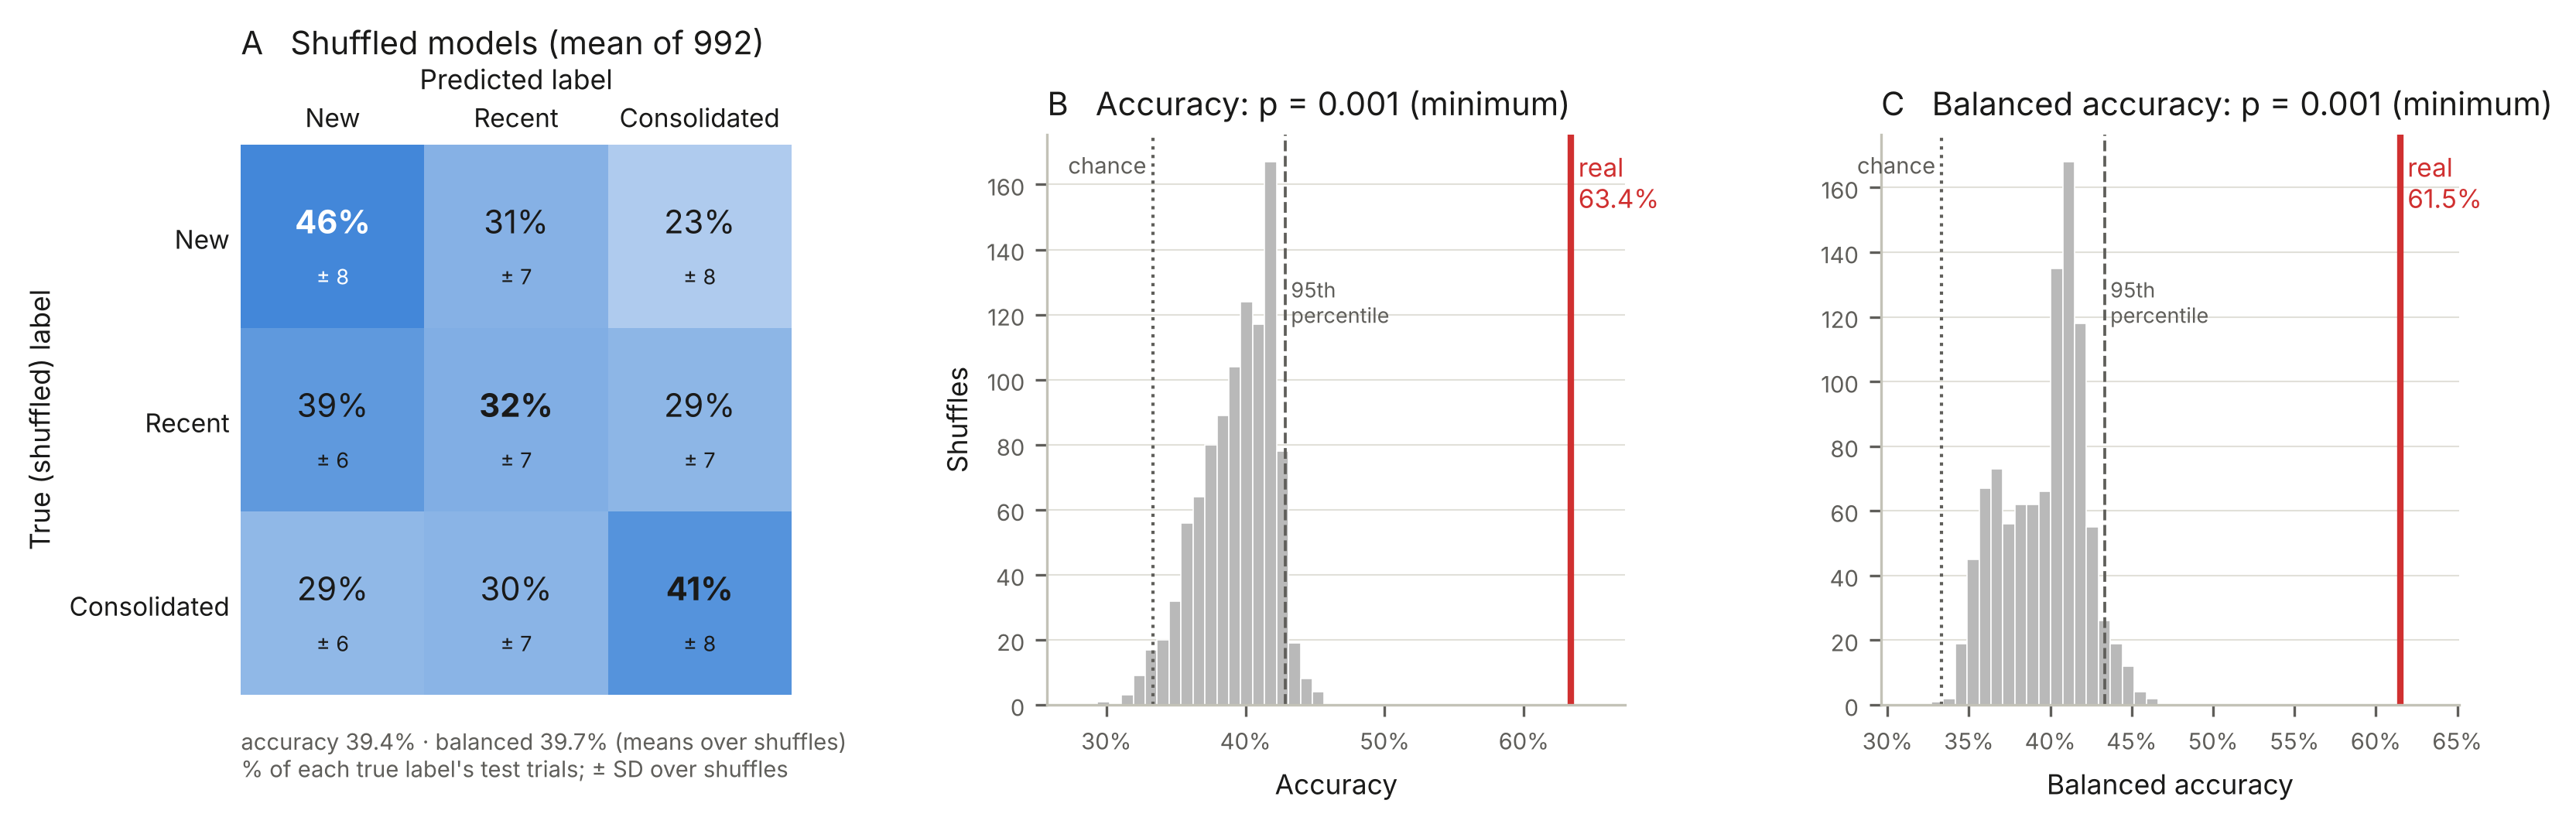 A Shuffled models (mean of 992)
Predicted label
New Recent Consolidated
True (shuffled) label
New
46% 31% 23%
± 8 ± 7 ± 8
Recent
39% 32% 29%
± 6 ± 7 ± 7
Consolidated
29% 30% 41%
± 6 ± 7 ± 8
accuracy 39.4% · balanced 39.7% (means over shuffles)
% of each true label's test trials; ± SD over shuffles
B Accuracy: p = 0.001 (minimum)
chance
real
63.4%
95th
percentile
Shuffles
160
140
120
100
80
60
40
20
0
30% 40% 50% 60%
Accuracy
C Balanced accuracy: p = 0.001 (minimum)
chance
real
61.5%
95th
percentile
160
140
120
100
80
60
40
20
0
30% 35% 40% 45% 50% 55% 60% 65%
Balanced accuracy